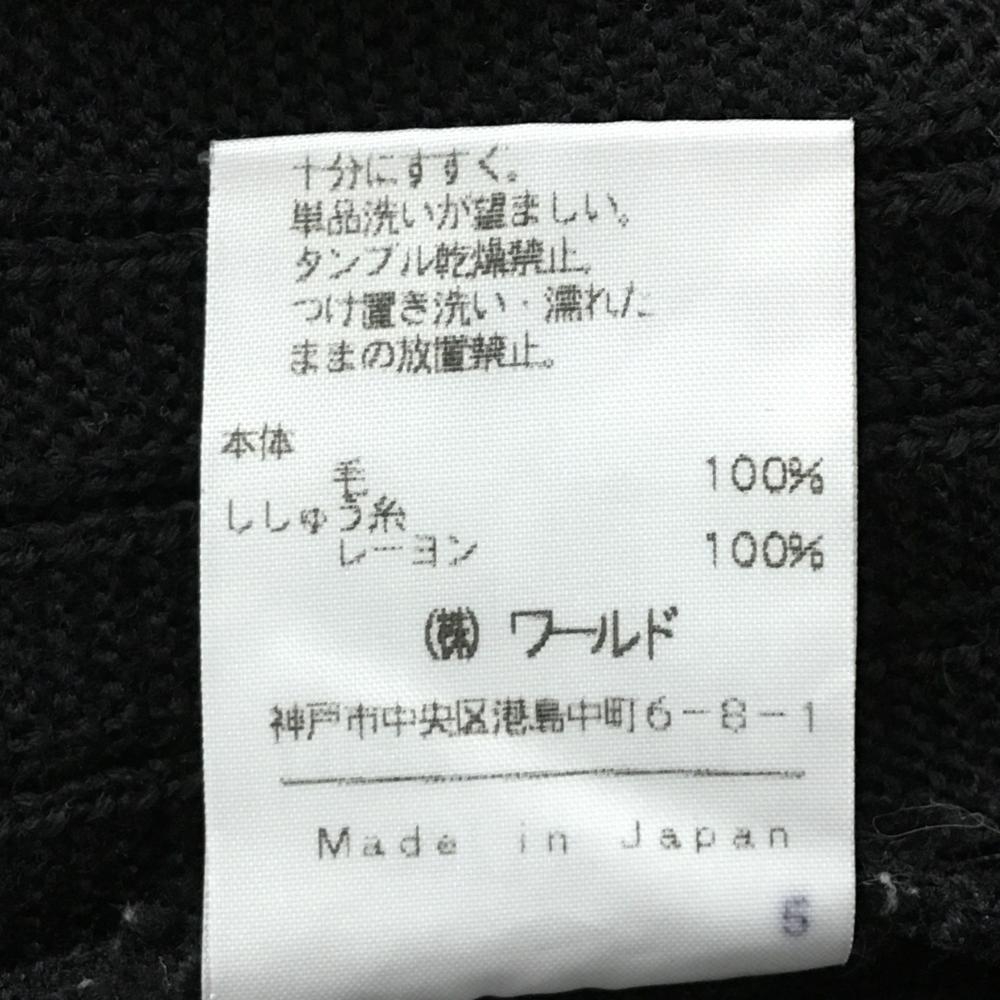 十分にすすぐ。
単品洗いが望ましい。
タンブル乾燥禁止。
つけ置き洗い・濡れた
ままの放置禁止。
本体
毛 100%
ししゅう糸
レーヨン 100%
㈱ ワールド
神戸市中央区港島中町6-8-1
Made in Japan
5